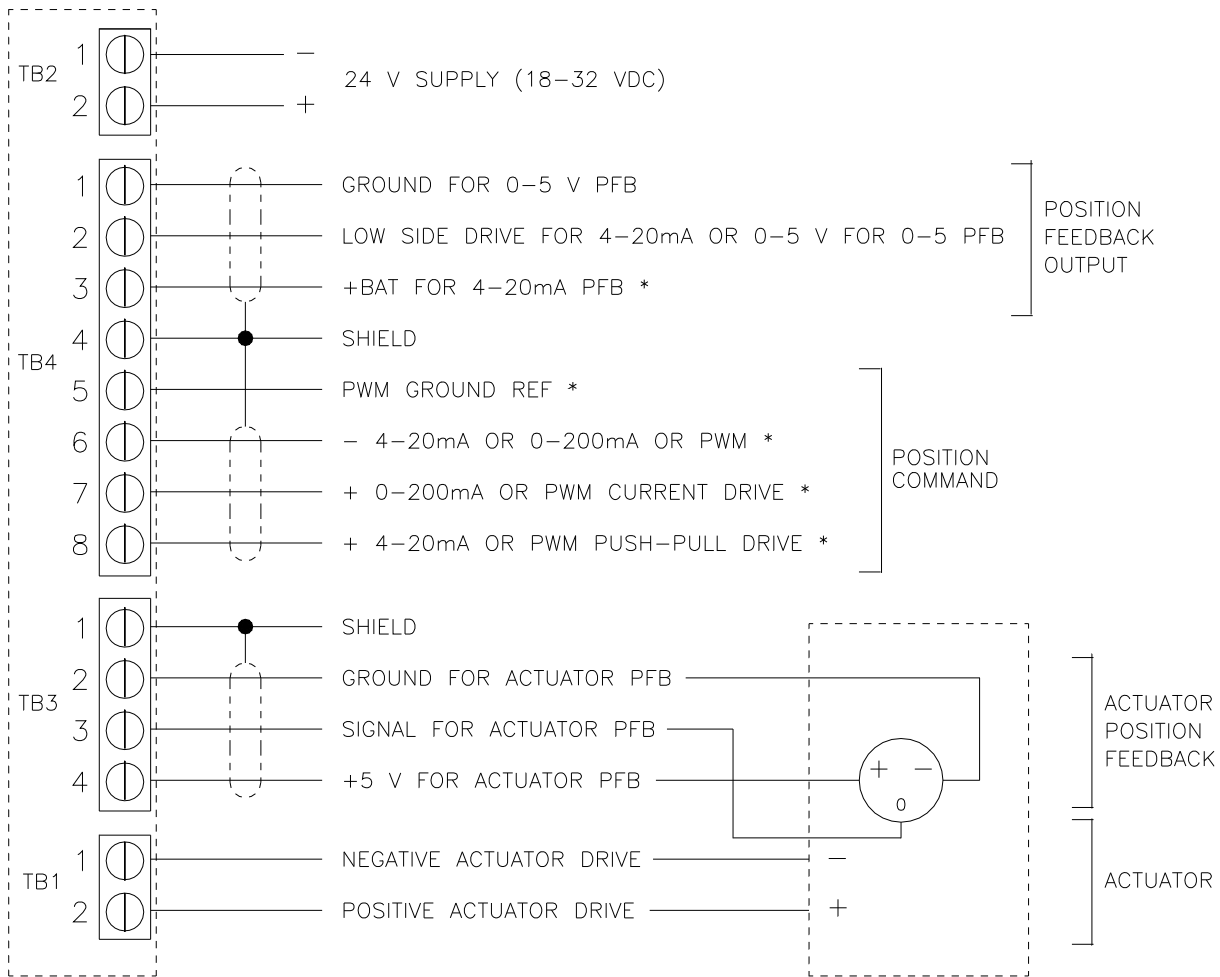 TB2
1 −
24 V SUPPLY (18−32 VDC)
2 +
TB4
1 GROUND FOR 0−5 V PFB
2 LOW SIDE DRIVE FOR 4−20mA OR 0−5 V FOR 0−5 PFB
3 +BAT FOR 4−20mA PFB *
POSITION
FEEDBACK
OUTPUT
4 SHIELD
5 PWM GROUND REF *
6 − 4−20mA OR 0−200mA OR PWM *
7 + 0−200mA OR PWM CURRENT DRIVE *
8 + 4−20mA OR PWM PUSH−PULL DRIVE *
POSITION
COMMAND
TB3
1 SHIELD
2 GROUND FOR ACTUATOR PFB
3 SIGNAL FOR ACTUATOR PFB
4 +5 V FOR ACTUATOR PFB
+ −
0
ACTUATOR
POSITION
FEEDBACK
TB1
1 NEGATIVE ACTUATOR DRIVE −
2 POSITIVE ACTUATOR DRIVE +
ACTUATOR